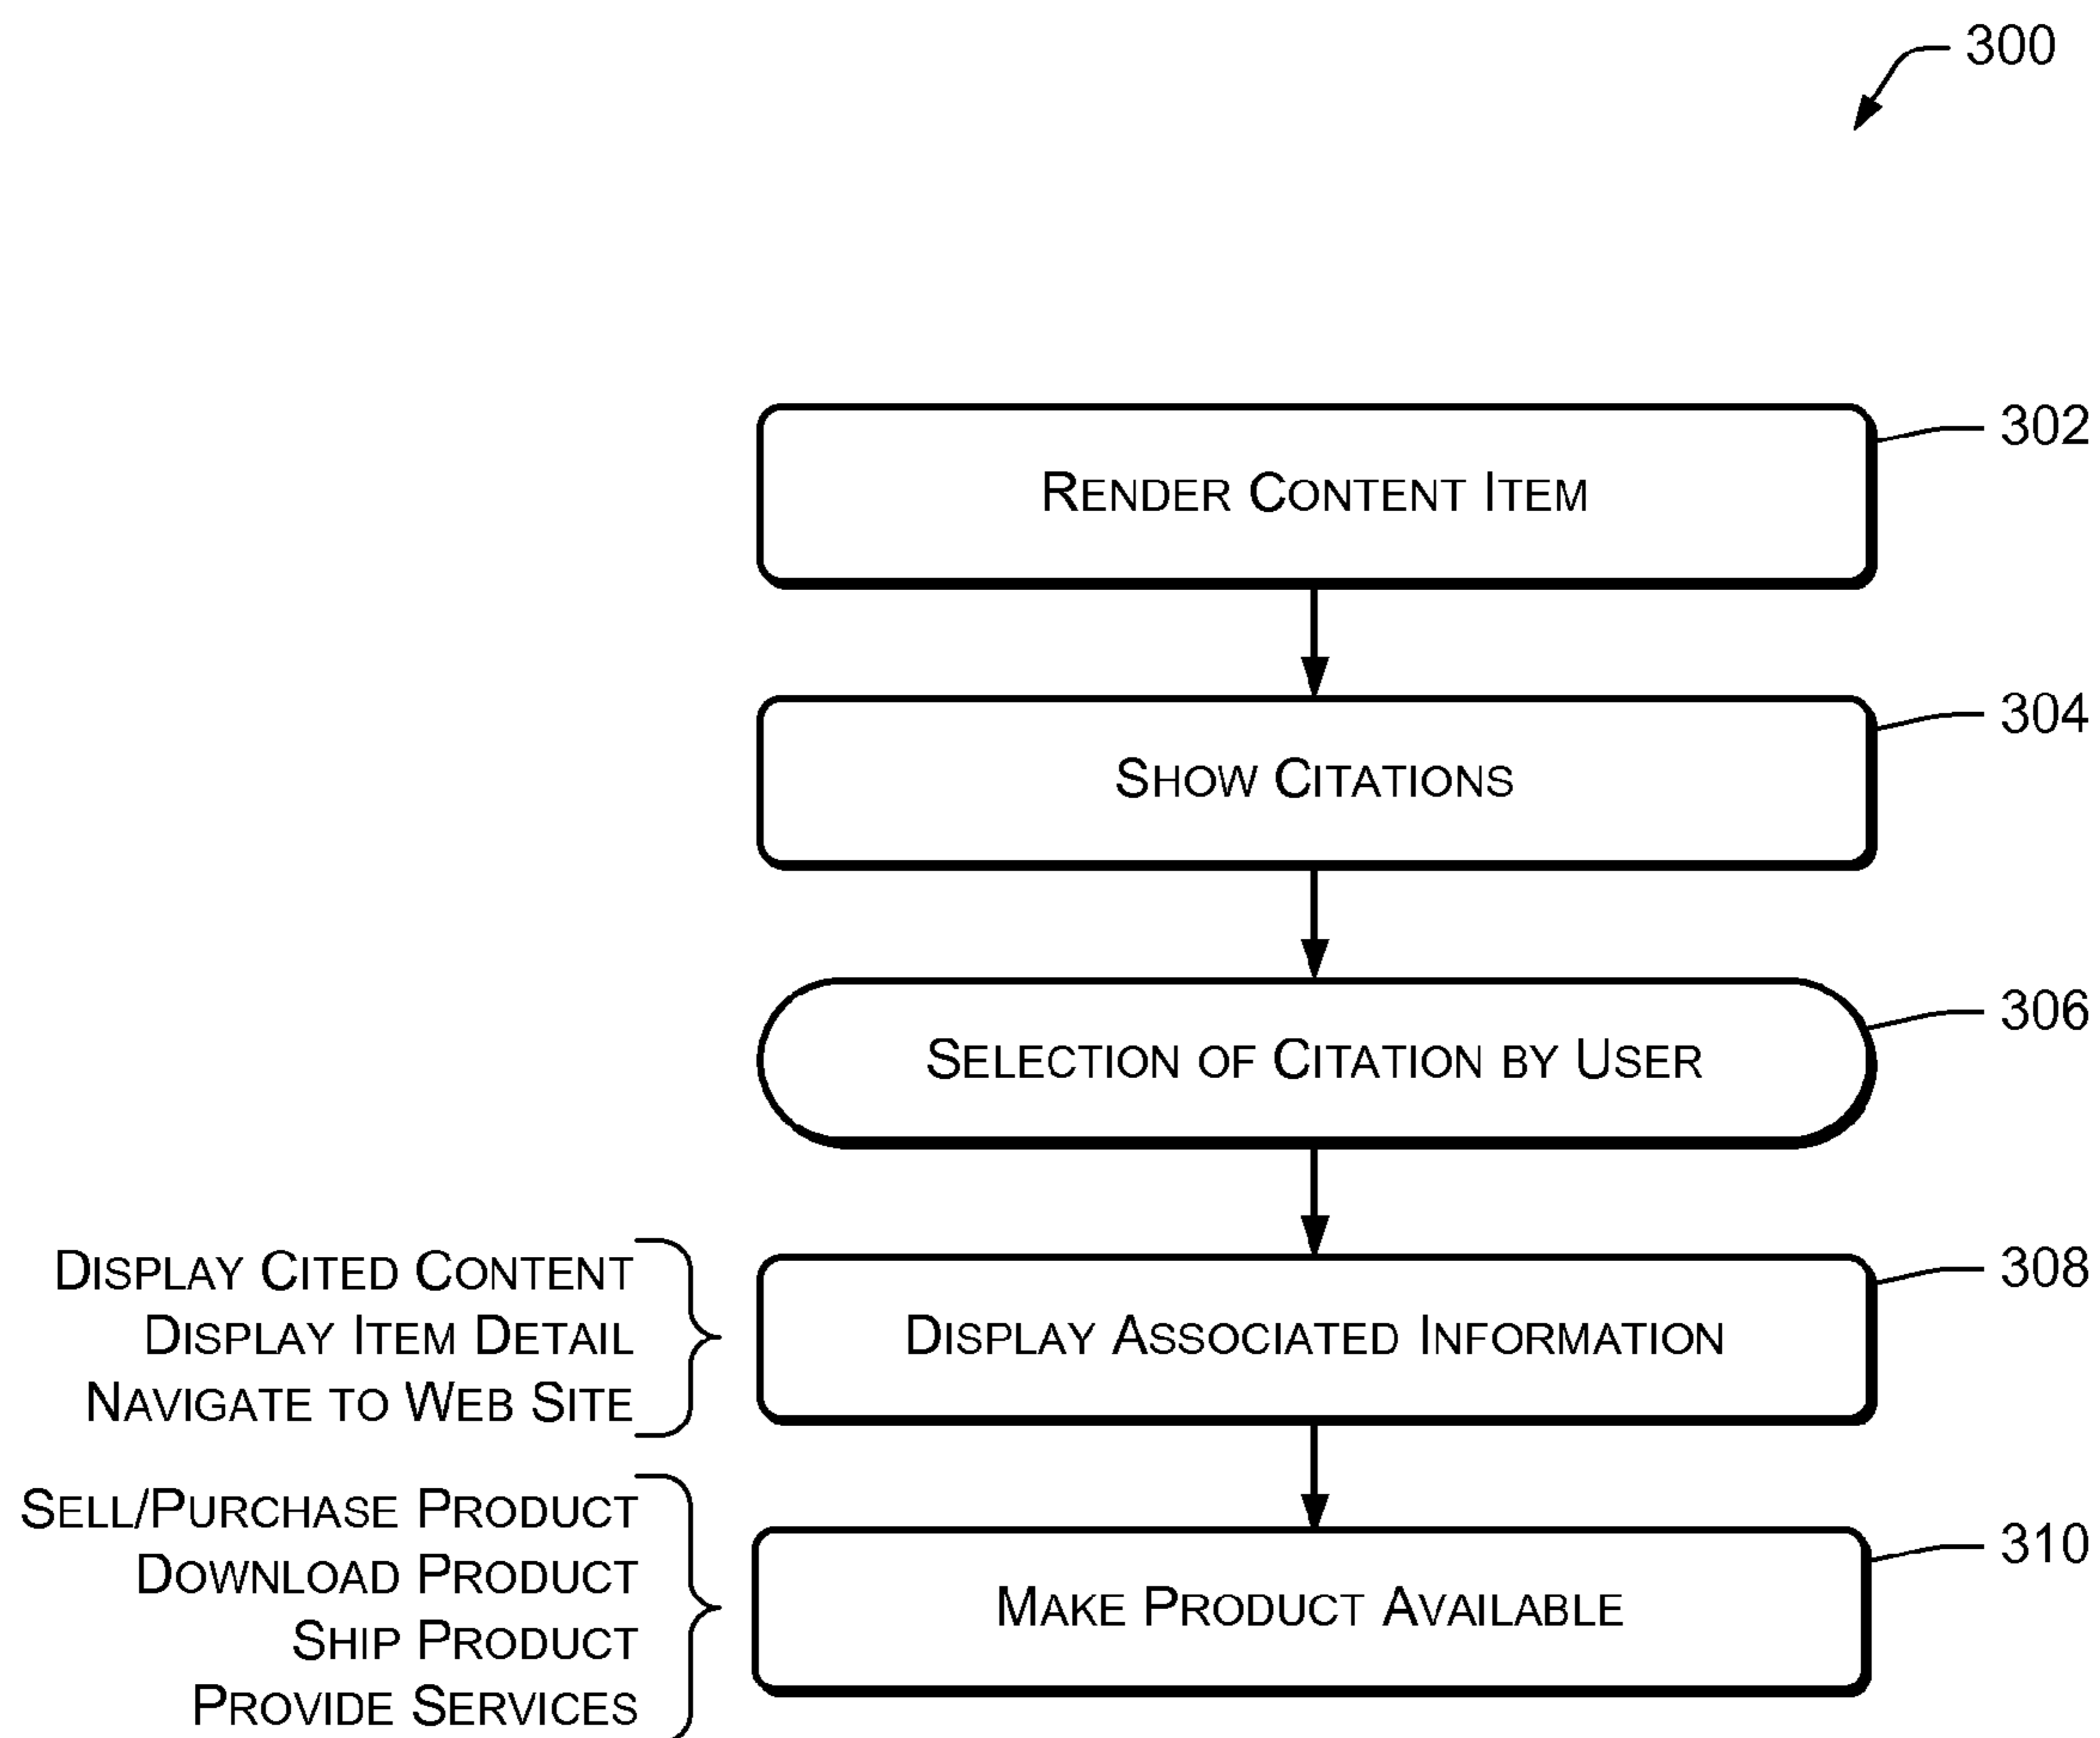 300
RENDER CONTENT ITEM
302
SHOW CITATIONS
304
SELECTION OF CITATION BY USER
306
DISPLAY CITED CONTENT
DISPLAY ITEM DETAIL
NAVIGATE TO WEB SITE
DISPLAY ASSOCIATED INFORMATION
308
SELL/PURCHASE PRODUCT
DOWNLOAD PRODUCT
SHIP PRODUCT
PROVIDE SERVICES
MAKE PRODUCT AVAILABLE
310